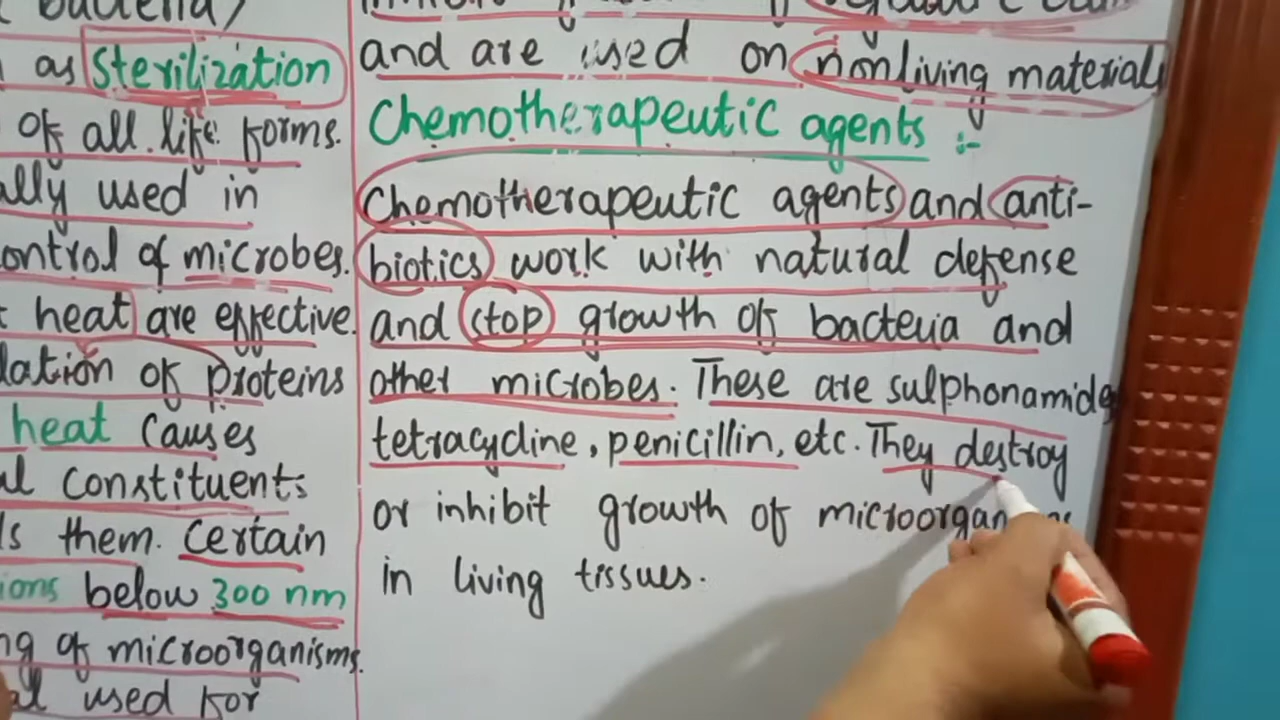 bacteria)
as Sterilization
of all life forms.
ally used in
ontrol of microbes.
heat are effective.
lation of proteins
heat causes
al constituents
ls them. Certain
ions below 300 nm
ng of microorganisms.
al used for
and are used on nonliving materials
Chemotherapeutic agents :-
Chemotherapeutic agents and anti-
biotics work with natural defense
and stop growth of bacteria and
other microbes. These are sulphonamide
tetracycline, penicillin, etc. They destroy
or inhibit growth of
in living tissues.